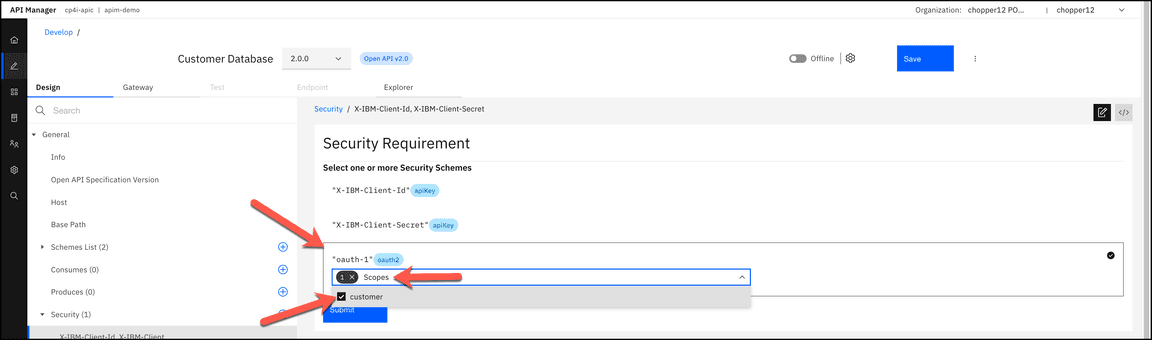 API Manager cp4i-apic | apim-demo Organization: chopper12 PO... | chopper12
Develop /
Customer Database 2.0.0 Open API v2.0 Offline Save
Design Gateway Test Endpoint Explorer
Search
Security / X-IBM-Client-Id, X-IBM-Client-Secret
</>
General
Security Requirement
Info
Select one or more Security Schemes
Open API Specification Version
"X-IBM-Client-Id" apiKey
Host
Base Path
"X-IBM-Client-Secret" apiKey
Schemes List (2)
"oauth-1" oauth2
Consumes (0)
1 × Scopes
Produces (0)
customer
Security (1)
Submit
X-IBM-Client-Id, X-IBM-Client